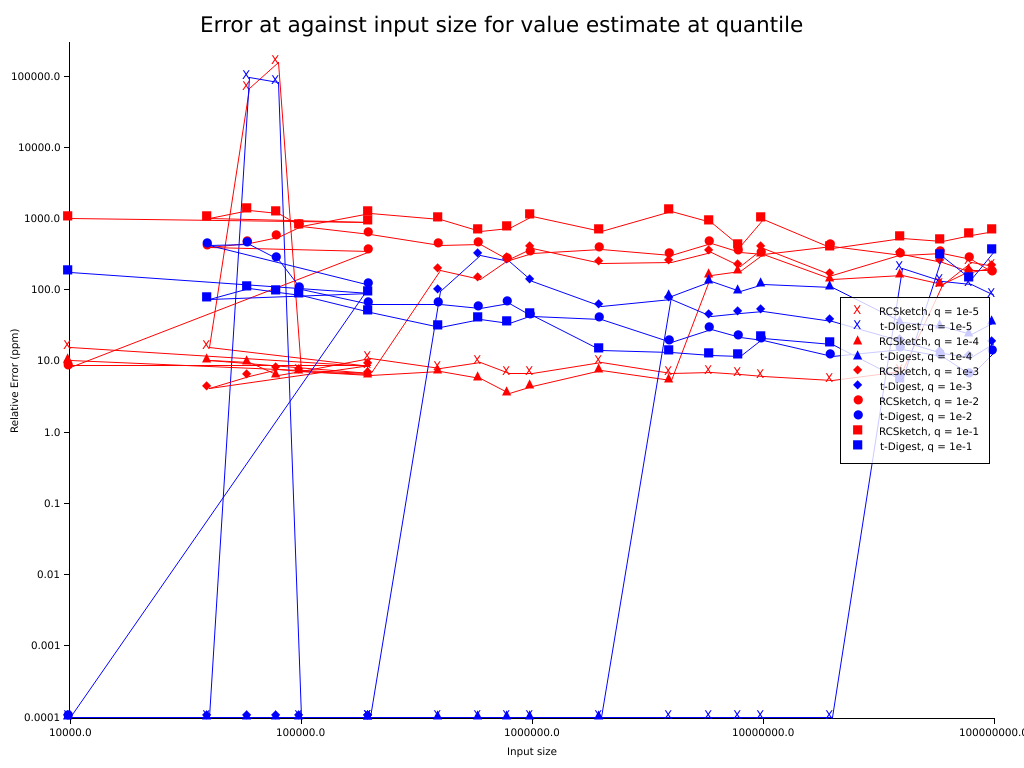 Error at against input size for value estimate at quantile
100000.0
10000.0
1000.0
100.0
10.0
1.0
0.1
0.01
0.001
0.0001
Relative Error (ppm)
RCSketch, q = 1e-5
t-Digest, q = 1e-5
RCSketch, q = 1e-4
t-Digest, q = 1e-4
RCSketch, q = 1e-3
t-Digest, q = 1e-3
RCSketch, q = 1e-2
t-Digest, q = 1e-2
RCSketch, q = 1e-1
t-Digest, q = 1e-1
10000.0 100000.0 1000000.0 10000000.0 100000000.0
Input size